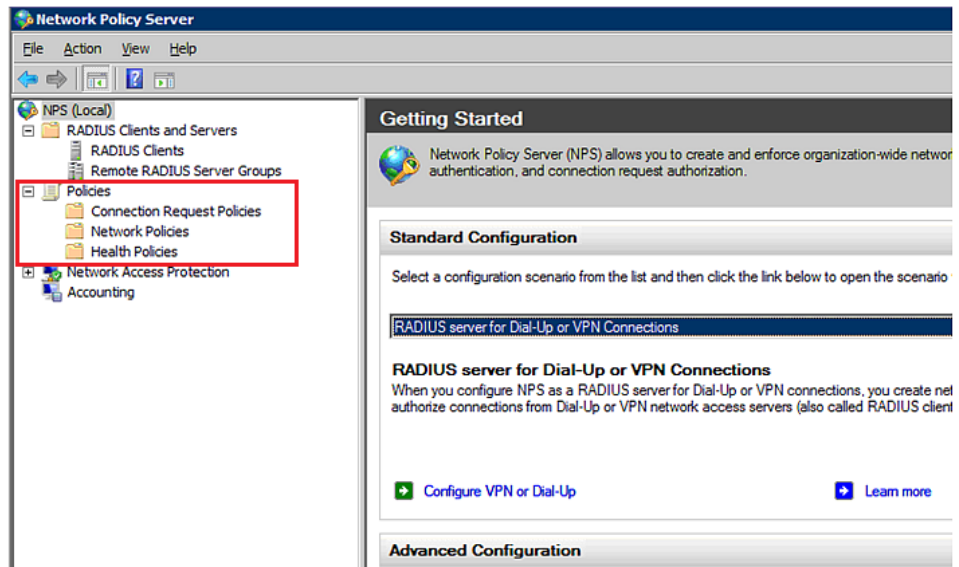 Network Policy Server
File Action View Help
NPS (Local)
RADIUS Clients and Servers
RADIUS Clients
Remote RADIUS Server Groups
Policies
Connection Request Policies
Network Policies
Health Policies
Network Access Protection
Accounting
Getting Started
Network Policy Server (NPS) allows you to create and enforce organization-wide networ
authentication, and connection request authorization.
Standard Configuration
Select a configuration scenario from the list and then click the link below to open the scenario
RADIUS server for Dial-Up or VPN Connections
RADIUS server for Dial-Up or VPN Connections
When you configure NPS as a RADIUS server for Dial-Up or VPN connections, you create net
authorize connections from Dial-Up or VPN network access servers (also called RADIUS client
Configure VPN or Dial-Up
Learn more
Advanced Configuration